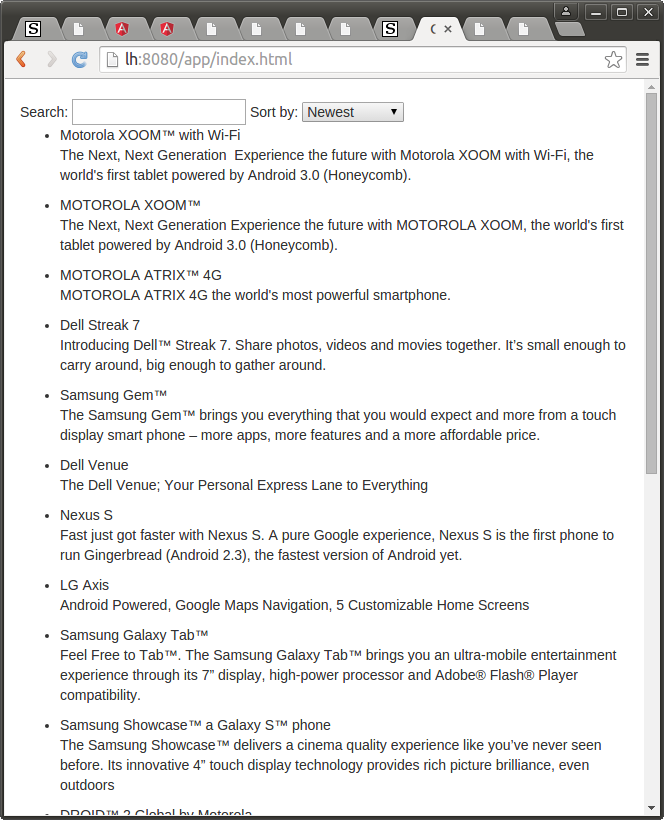 S
S
C
lh:8080/app/index.html
Search: Sort by: Newest
Motorola XOOM™ with Wi-Fi
The Next, Next Generation  Experience the future with Motorola XOOM with Wi-Fi, the
world's first tablet powered by Android 3.0 (Honeycomb).
MOTOROLA XOOM™
The Next, Next Generation Experience the future with MOTOROLA XOOM, the world's first
tablet powered by Android 3.0 (Honeycomb).
MOTOROLA ATRIX™ 4G
MOTOROLA ATRIX 4G the world's most powerful smartphone.
Dell Streak 7
Introducing Dell™ Streak 7. Share photos, videos and movies together. It’s small enough to
carry around, big enough to gather around.
Samsung Gem™
The Samsung Gem™ brings you everything that you would expect and more from a touch
display smart phone – more apps, more features and a more affordable price.
Dell Venue
The Dell Venue; Your Personal Express Lane to Everything
Nexus S
Fast just got faster with Nexus S. A pure Google experience, Nexus S is the first phone to
run Gingerbread (Android 2.3), the fastest version of Android yet.
LG Axis
Android Powered, Google Maps Navigation, 5 Customizable Home Screens
Samsung Galaxy Tab™
Feel Free to Tab™. The Samsung Galaxy Tab™ brings you an ultra-mobile entertainment
experience through its 7” display, high-power processor and Adobe® Flash® Player
compatibility.
Samsung Showcase™ a Galaxy S™ phone
The Samsung Showcase™ delivers a cinema quality experience like you’ve never seen
before. Its innovative 4” touch display technology provides rich picture brilliance, even
outdoors
DROID™ 2 Global by Motorola